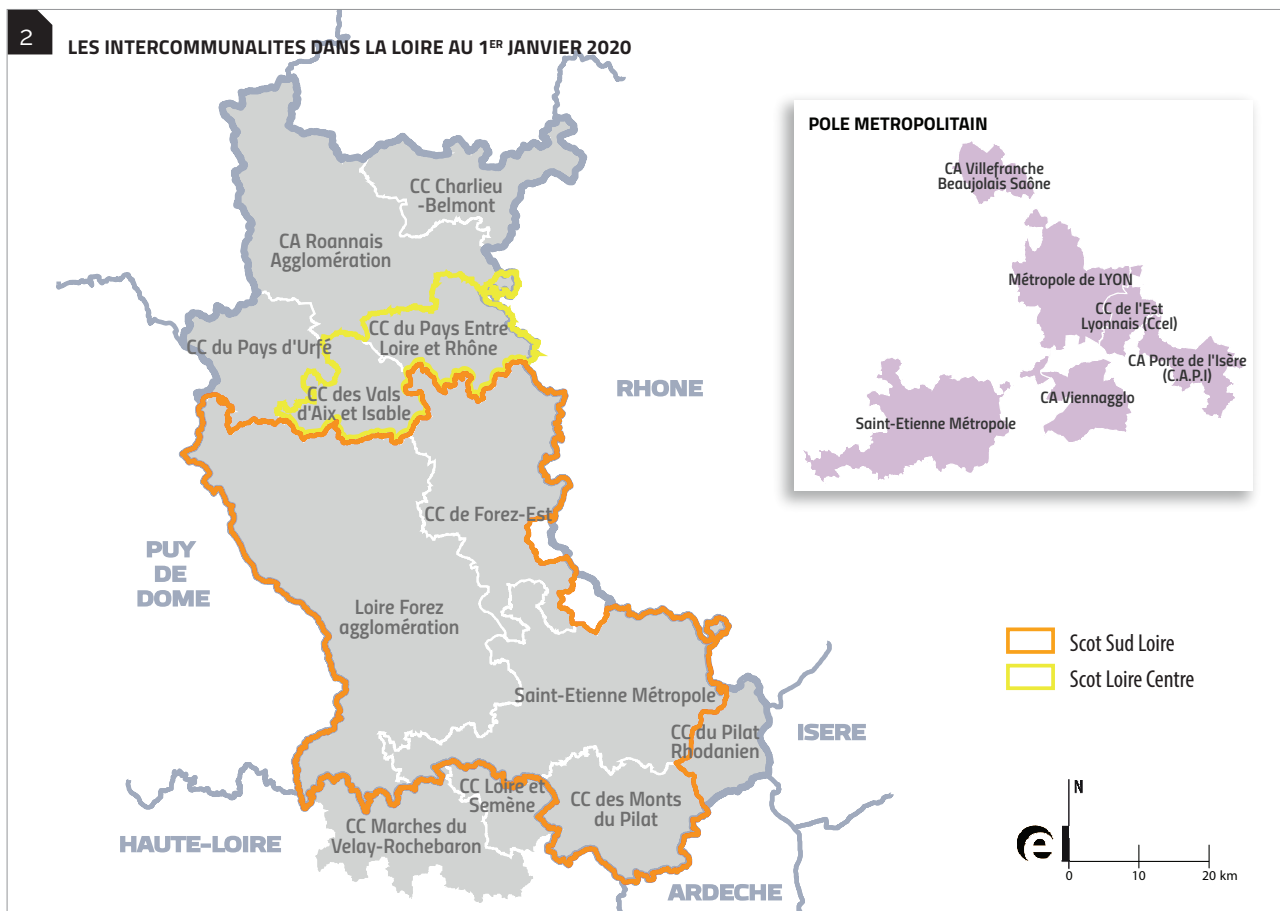 2
LES INTERCOMMUNALITES DANS LA LOIRE AU 1ER JANVIER 2020
CC Charlieu
-Belmont
CA Roannais
Agglomération
CC du Pays d'Urfé
CC du Pays Entre
Loire et Rhône
CC des Vals
d'Aix et Isable
RHONE
CC de Forez-Est
PUY
DE
DOME
Loire Forez
agglomération
Saint-Etienne Métropole
CC du Pilat
Rhodanien
ISERE
CC Loire et
Semène
CC des Monts
du Pilat
CC Marches du
Velay-Rochebaron
HAUTE-LOIRE
ARDECHE
POLE METROPOLITAIN
CA Villefranche
Beaujolais Saône
Métropole de LYON
CC de l'Est
Lyonnais (Ccel)
CA Porte de l'Isère
(C.A.P.I)
CA Viennagglo
Saint-Etienne Métropole
Scot Sud Loire
Scot Loire Centre
N
e
0 10 20 km